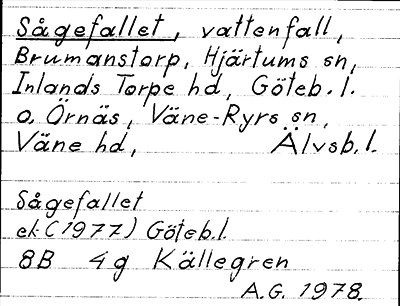 Sågefallet, vattenfall,
Brumanstorp, Hjärtums sn,
Inlands Torpe hd, Göteb. l.
o. Örnäs, Väne-Ryrs sn,
Väne hd, Älvsb. l.
Sågefallet
ek (1977) Göteb. l.
8B 4g Källegren
A.G. 1978.